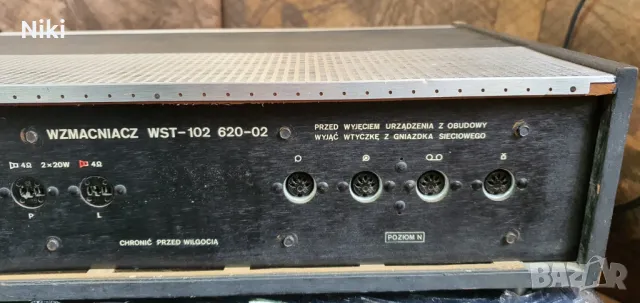 Niki
WZMACNIACZ WST-102 620-02
PRZED WYJĘCIEM URZĄDZENIA Z OBUDOWY
WYJĄĆ WTYCZKĘ Z GNIAZDKA SIECIOWEGO
4Ω 2×20W 4Ω
P L
CHRONIĆ PRZED WILGOCIĄ
POZIOM N
BAZAR